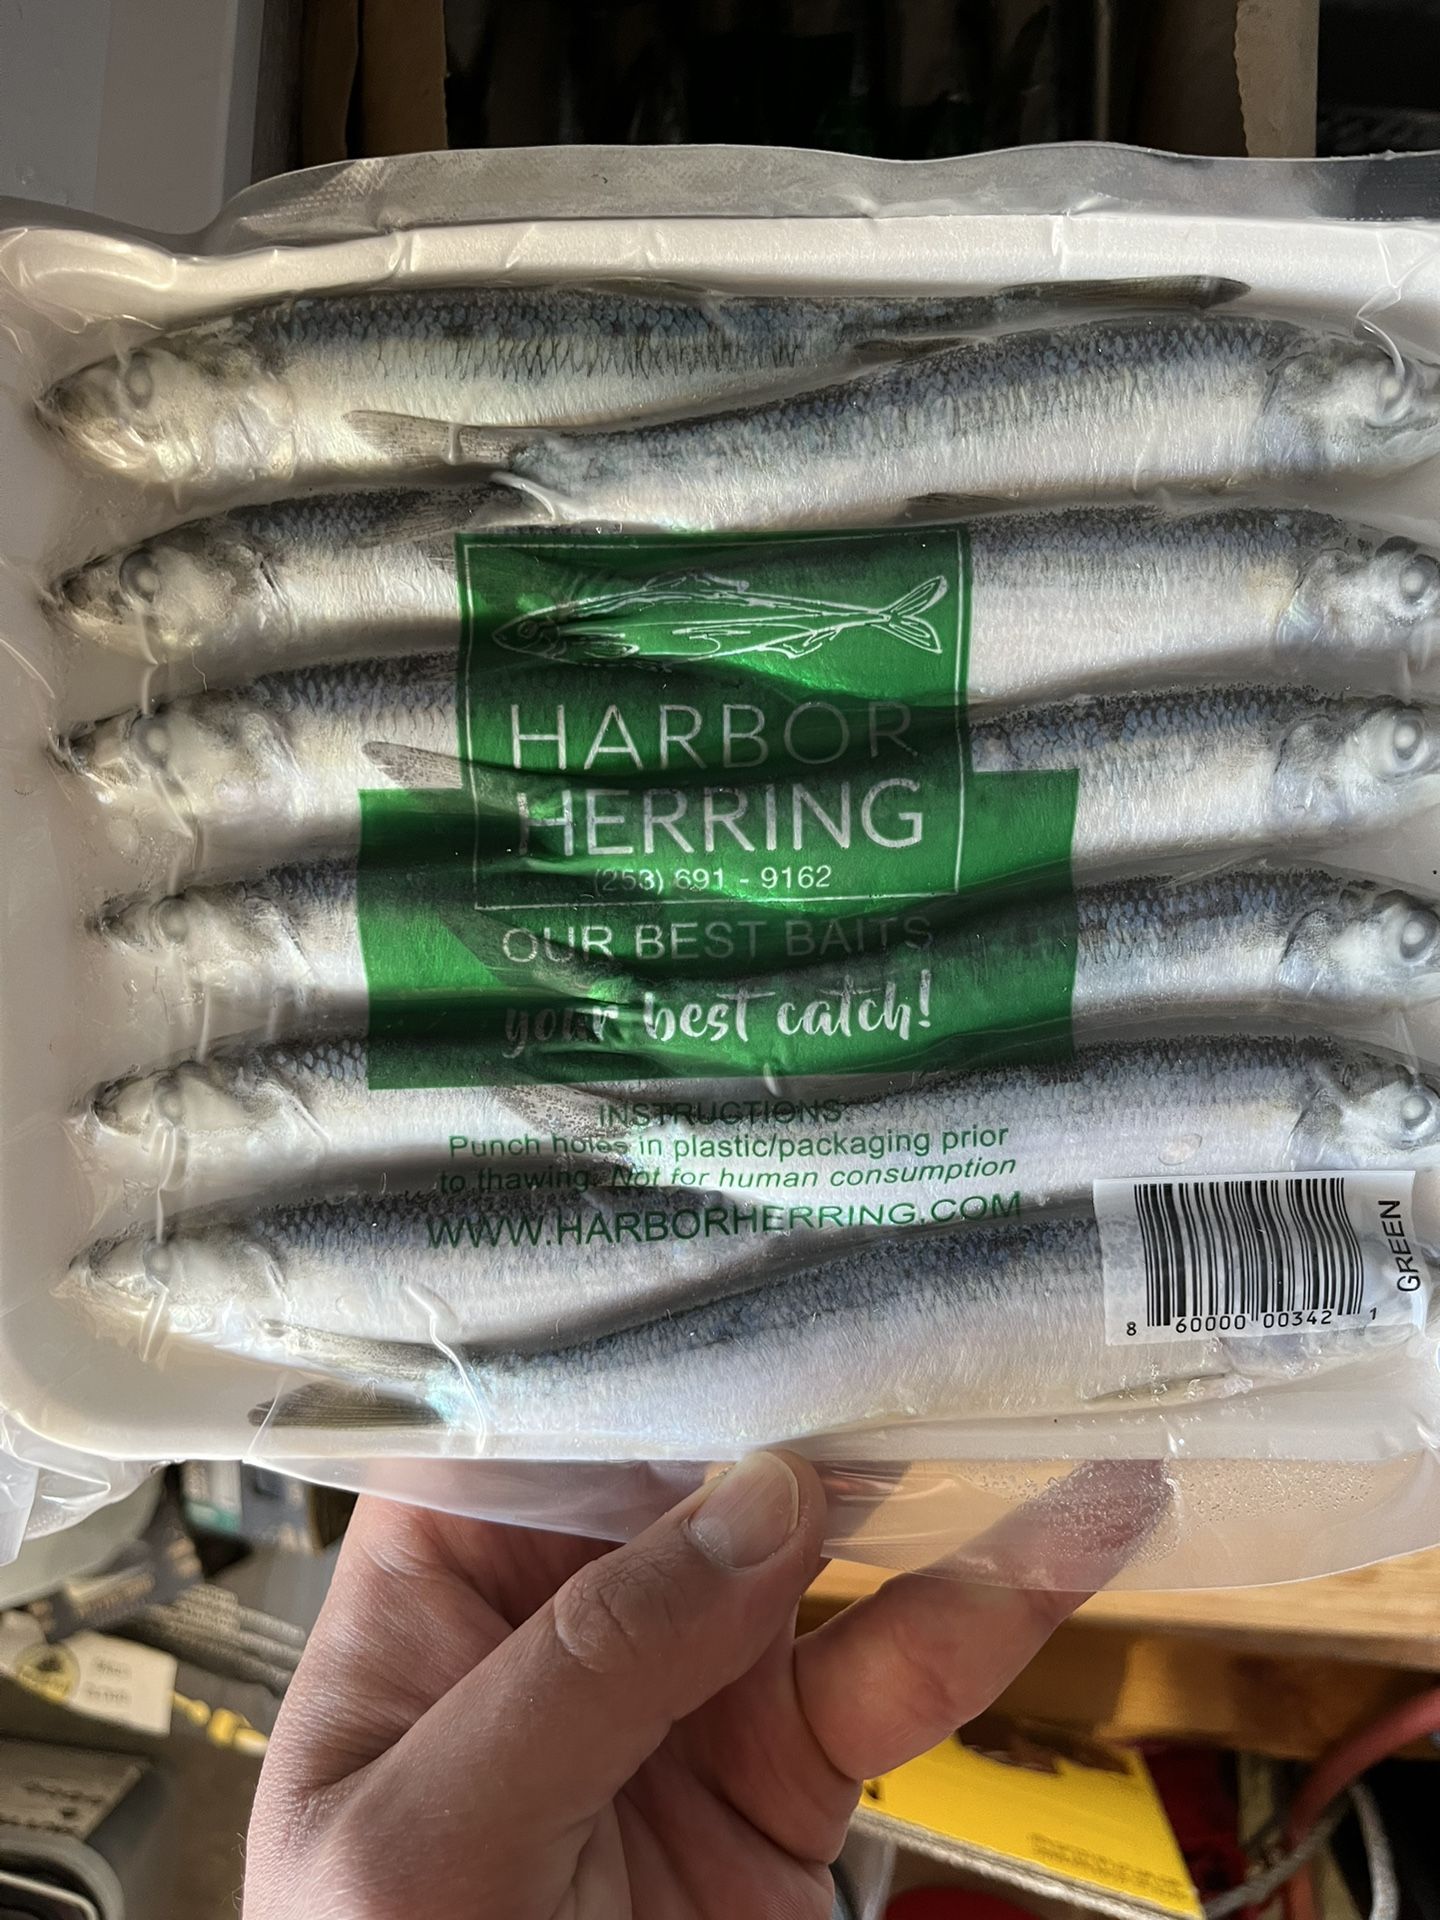 HARBOR
HERRING
(253) 691 - 9162
OUR BEST BAITS
your best catch!
INSTRUCTIONS:
Punch holes in plastic/packaging prior
to thawing. Not for human consumption
WWW.HARBORHERRING.COM
GREEN
8 60000 00342 1